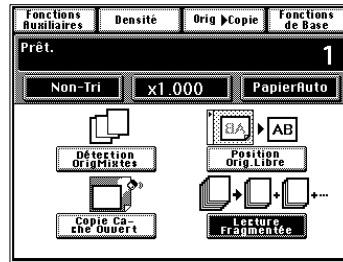 Fonctions Auxiliaires
Densité
Orig ▶Copie
Fonctions de Base
Prêt.
1
Non-Tri
x1.000
PapierAuto
AB
AB
Détection
OrigMixtes
Position
Orig.Libre
Copie Ca-
che Ouvert
Lecture
Fragmentée